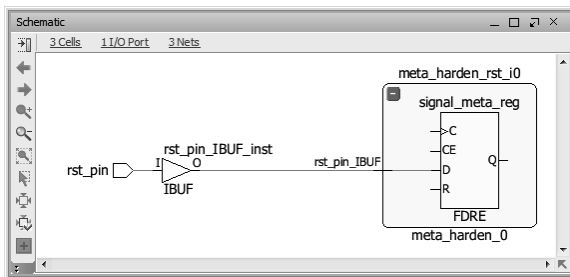 Schematic
3 Cells 1 I/O Port 3 Nets
meta_harden_rst_i0
signal_meta_reg
C
CE
rst_pin_IBUF_inst
rst_pin I O rst_pin_IBUF D Q
IBUF
R
FDRE
meta_harden_0